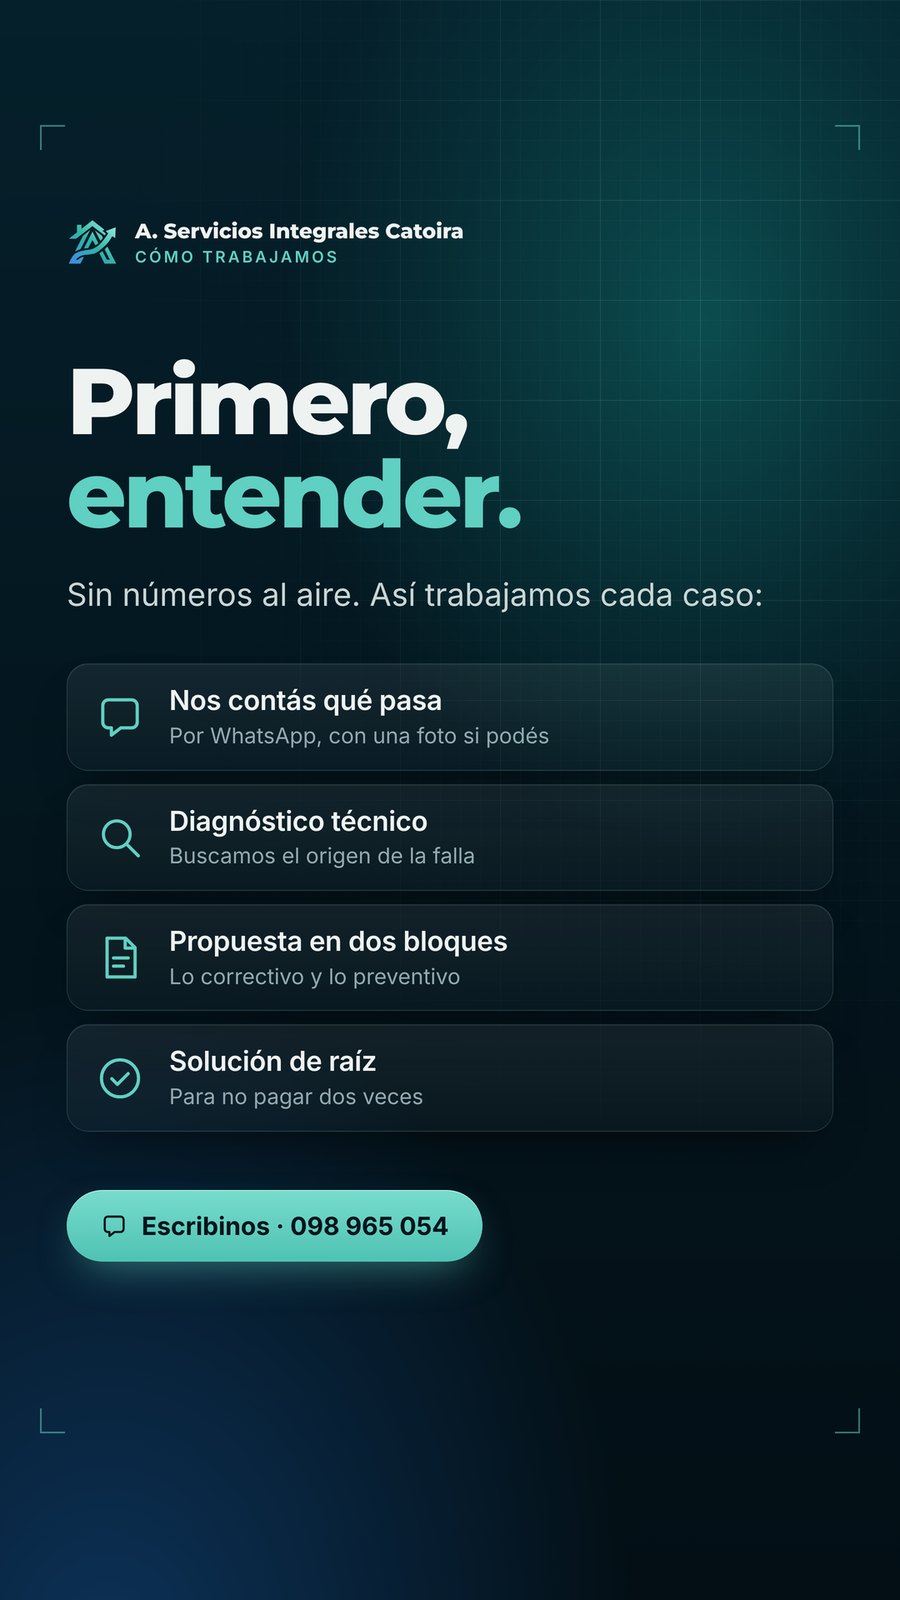 A. Servicios Integrales Catoira
CÓMO TRABAJAMOS
Primero,
entender.
Sin números al aire. Así trabajamos cada caso:
Nos contás qué pasa
Por WhatsApp, con una foto si podés
Diagnóstico técnico
Buscamos el origen de la falla
Propuesta en dos bloques
Lo correctivo y lo preventivo
Solución de raíz
Para no pagar dos veces
Escribinos · 098 965 054